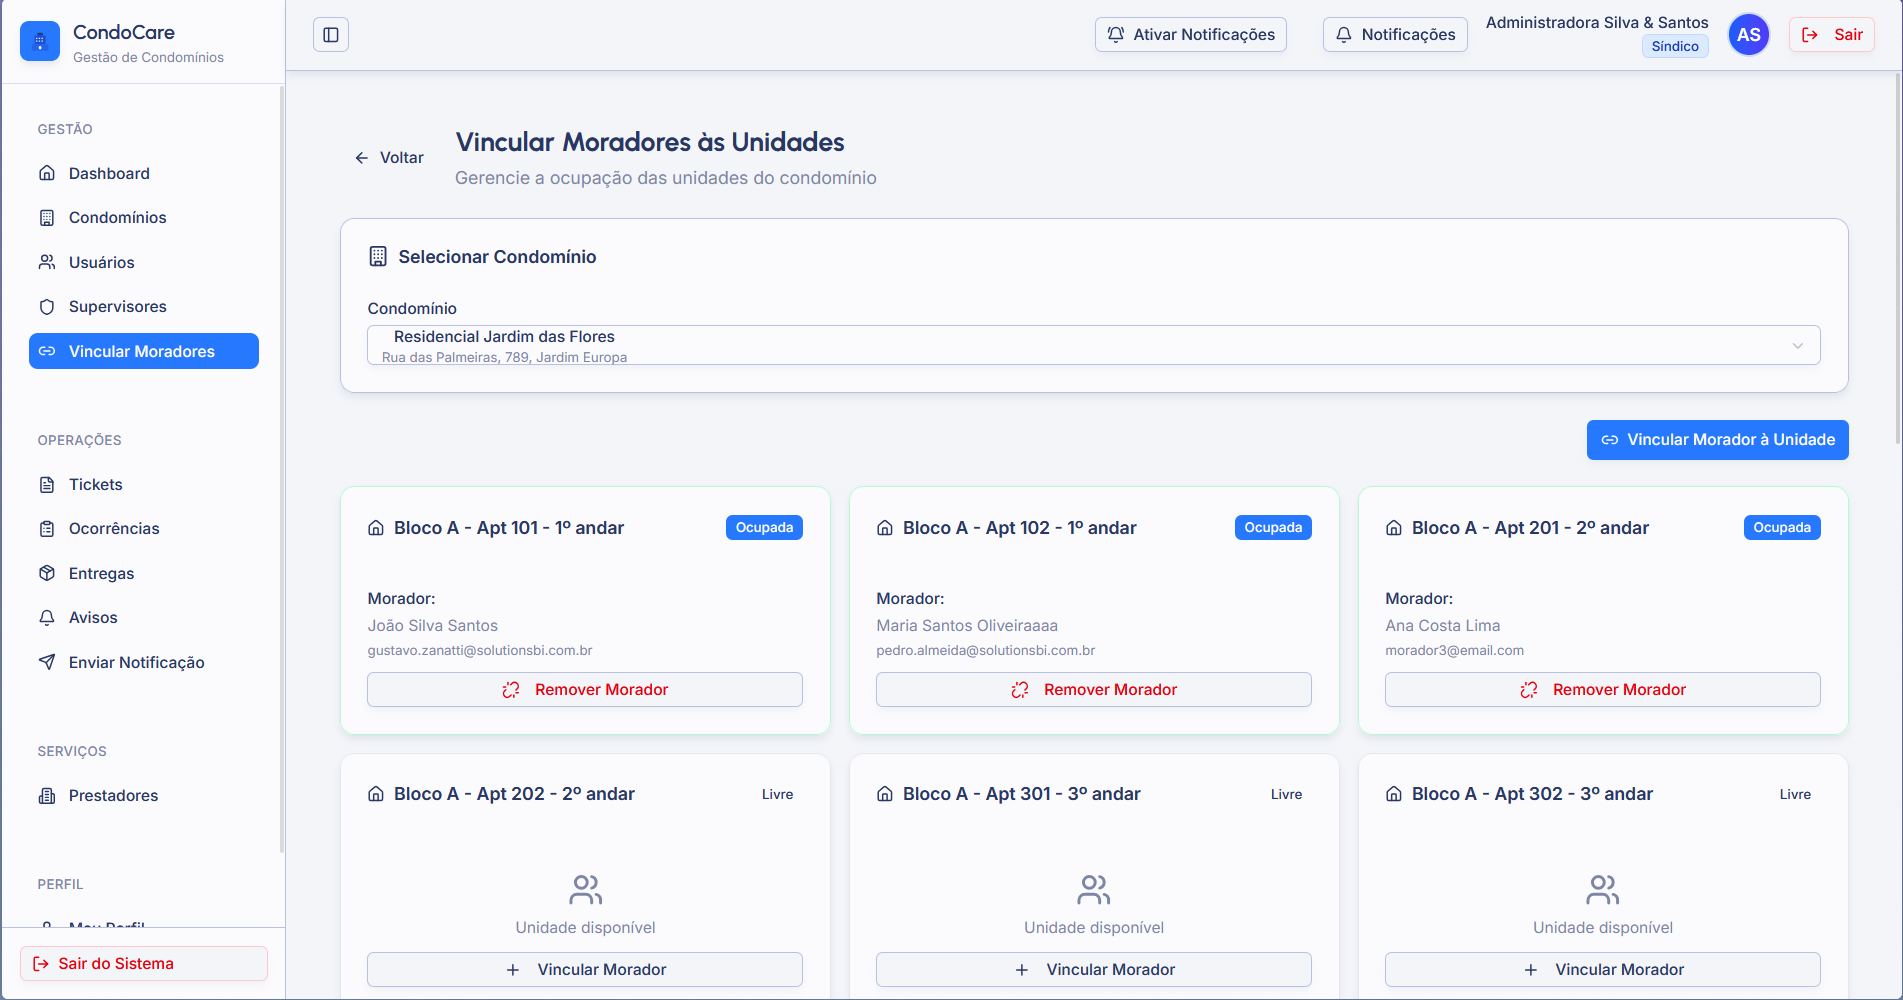 CondoCare
Gestão de Condomínios
GESTÃO
Dashboard
Condomínios
Usuários
Supervisores
Vincular Moradores
OPERAÇÕES
Tickets
Ocorrências
Entregas
Avisos
Enviar Notificação
SERVIÇOS
Prestadores
PERFIL
Meu Perfil
Sair do Sistema
Ativar Notificações
Notificações
Administradora Silva & Santos
Síndico
AS
Sair
Voltar
Vincular Moradores às Unidades
Gerencie a ocupação das unidades do condomínio
Selecionar Condomínio
Condomínio
Residencial Jardim das Flores
Rua das Palmeiras, 789, Jardim Europa
Vincular Morador à Unidade
Bloco A - Apt 101 - 1º andar
Ocupada
Morador:
João Silva Santos
gustavo.zanatti@solutionsbi.com.br
Remover Morador
Bloco A - Apt 102 - 1º andar
Ocupada
Morador:
Maria Santos Oliveiraaaa
pedro.almeida@solutionsbi.com.br
Remover Morador
Bloco A - Apt 201 - 2º andar
Ocupada
Morador:
Ana Costa Lima
morador3@email.com
Remover Morador
Bloco A - Apt 202 - 2º andar
Livre
Unidade disponível
Vincular Morador
Bloco A - Apt 301 - 3º andar
Livre
Unidade disponível
Vincular Morador
Bloco A - Apt 302 - 3º andar
Livre
Unidade disponível
Vincular Morador